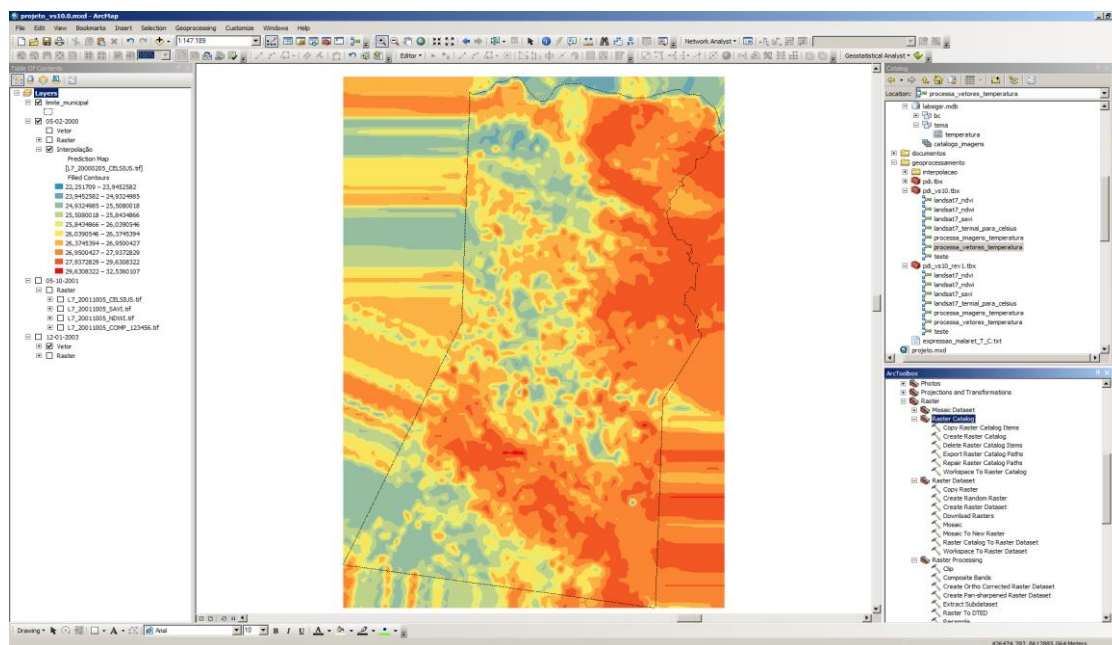 projeto_vs10.0.mxd - ArcMap
File Edit View Bookmarks Insert Selection Geoprocessing Customize Windows Help
1:147.189
Network Analyst
Editor
Geostatistical Analyst
Table Of Contents
Layers
limite_municipal
05-02-2000
Vetor
Raster
Interpolação
Prediction Map
[L7_20000205_CELSIUS.tif]
Filled Contours
22,251709 – 23,9452582
23,9452582 – 24,9324985
24,9324985 – 25,5080018
25,5080018 – 25,8434866
25,8434866 – 26,0390546
26,0390546 – 26,3745394
26,3745394 – 26,9500427
26,9500427 – 27,9372829
27,9372829 – 29,6308322
29,6308322 – 32,5360107
05-10-2001
Raster
L7_20011005_CELSIUS.tif
L7_20011005_SAVI.tif
L7_20011005_NDWI.tif
L7_20011005_COMP_123456.tif
12-01-2003
Vetor
Raster
Catalog
Location: processa_vetores_temperatura
labsigar.mdb
bc
tema
temperatura
catalogo_imagens
documentos
geoprocessamento
interpolacao
pdi.tbx
pdi_vs10.tbx
landsat7_ndvi
landsat7_ndwi
landsat7_savi
landsat7_termal_para_celsius
processa_imagens_temperatura
processa_vetores_temperatura
teste
pdi_vs10_rev1.tbx
landsat7_ndvi
landsat7_ndwi
landsat7_savi
landsat7_termal_para_celsius
processa_imagens_temperatura
processa_vetores_temperatura
teste
expressao_malaret_T_C.txt
projeto.mxd
ArcToolbox
Photos
Projections and Transformations
Raster
Mosaic Dataset
Raster Catalog
Copy Raster Catalog Items
Create Raster Catalog
Delete Raster Catalog Items
Export Raster Catalog Paths
Repair Raster Catalog Paths
Workspace To Raster Catalog
Raster Dataset
Copy Raster
Create Random Raster
Create Raster Dataset
Download Rasters
Mosaic
Mosaic To New Raster
Raster Catalog To Raster Dataset
Workspace To Raster Dataset
Raster Processing
Clip
Composite Bands
Create Ortho Corrected Raster Dataset
Create Pan-sharpened Raster Dataset
Extract Subdataset
Raster To DTED
Resample
Drawing
Arial
10
B I U A
426474,293 8612885,064 Meters